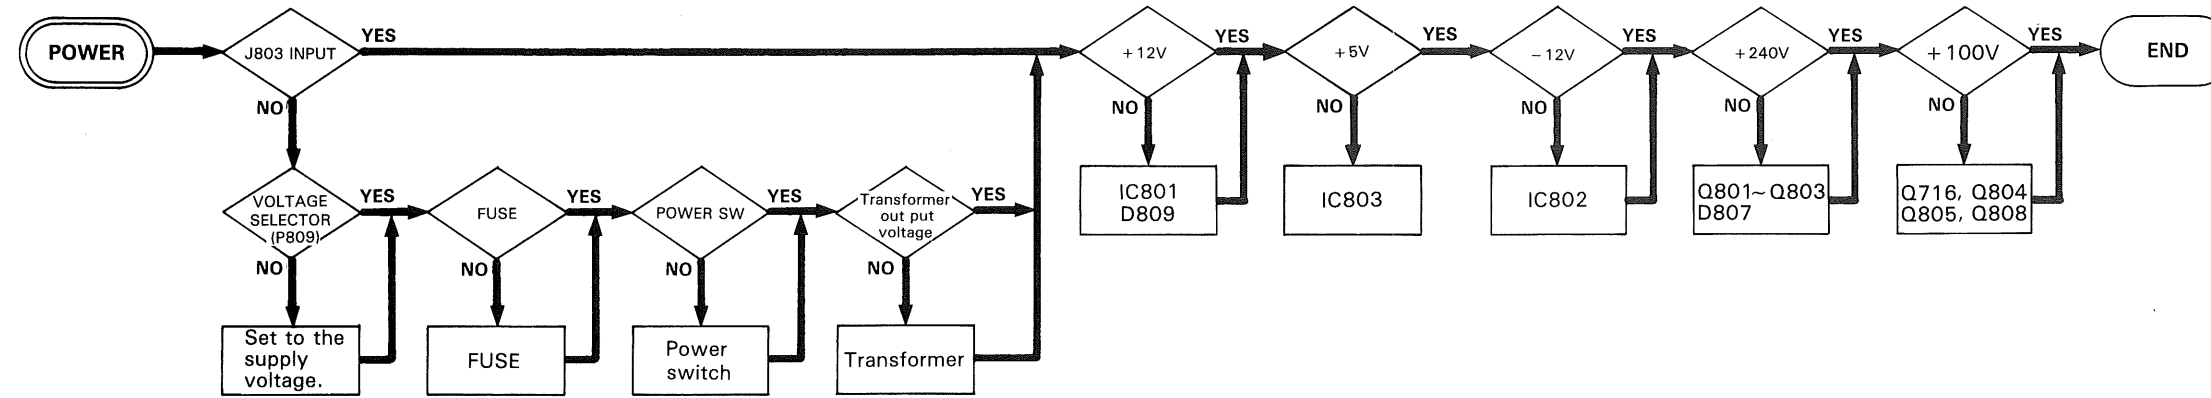 POWER
J803 INPUT
YES
NO
+12V
YES
NO
+5V
YES
NO
−12V
YES
NO
+240V
YES
NO
+100V
YES
NO
END
VOLTAGE
SELECTOR
(P809)
YES
NO
FUSE
YES
NO
POWER SW
YES
NO
Transformer
out put
voltage
YES
NO
IC801
D809
IC803
IC802
Q801~Q803
D807
Q716, Q804
Q805, Q808
Set to the
supply
voltage.
FUSE
Power
switch
Transformer